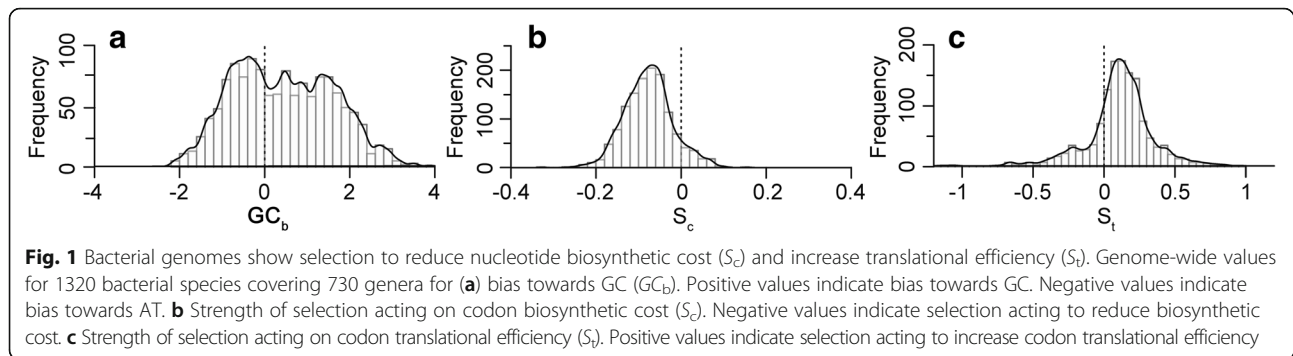 a
b
c
Frequency
0 50 100
-4 -2 0 2 4
GCb
Frequency
0 100 200
-0.4 -0.2 0 0.2 0.4
Sc
Frequency
0 100 200
-1 -0.5 0 0.5 1
St
Fig. 1 Bacterial genomes show selection to reduce nucleotide biosynthetic cost (Sc) and increase translational efficiency (St). Genome-wide values
for 1320 bacterial species covering 730 genera for (a) bias towards GC (GCb). Positive values indicate bias towards GC. Negative values indicate
bias towards AT. b Strength of selection acting on codon biosynthetic cost (Sc). Negative values indicate selection acting to reduce biosynthetic
cost. c Strength of selection acting on codon translational efficiency (St). Positive values indicate selection acting to increase codon translational efficiency